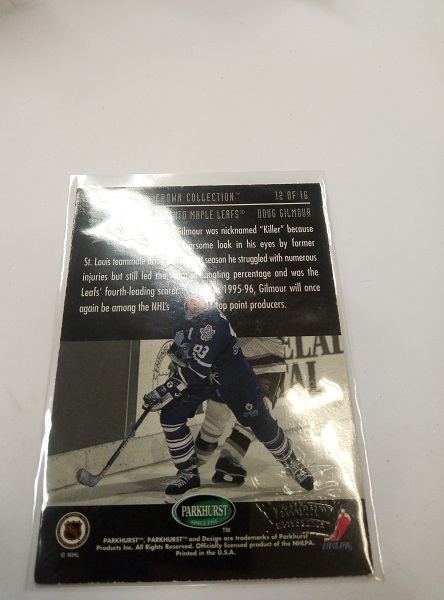 CROWN COLLECTION™ 12 OF 16
TORONTO MAPLE LEAFS® DOUG GILMOUR
Gilmour was nicknamed "Killer" because
look in his eyes by former
St. Louis teammate season he struggled with numerous
injuries but still led the shooting percentage and was the
Leafs' fourth-leading scorer. 1995-96, Gilmour will once
again be among the NHL's top point producers.
93
PARKHURST
SINCE 1951
™
© NHL
PARKHURST™, PARKHURST™ and Design are trademarks of Parkhurst
Products Inc. All Rights Reserved. Officially licensed product of the NHLPA.
Printed in the U.S.A.
NHLPA